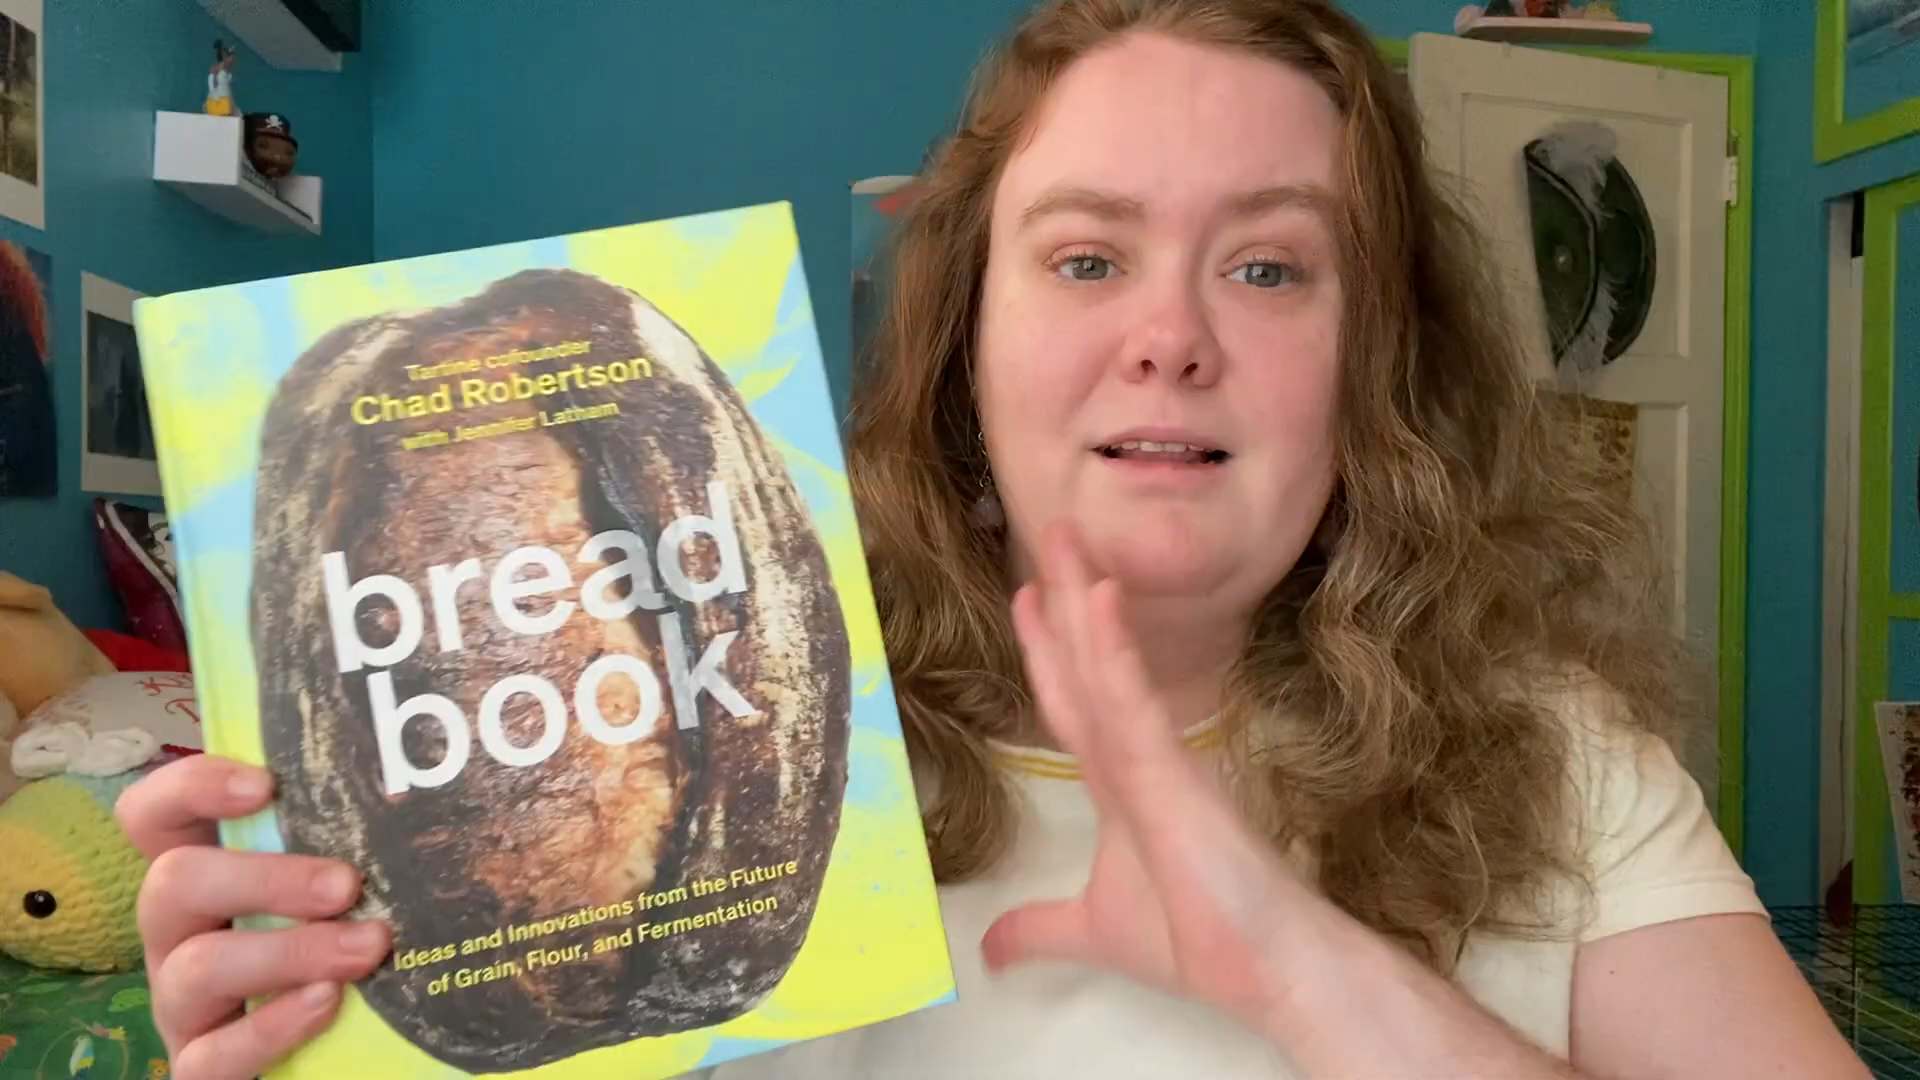 Tartine cofounder
Chad Robertson
with Jennifer Latham
bread
book
Ideas and Innovations from the Future
of Grain, Flour, and Fermentation